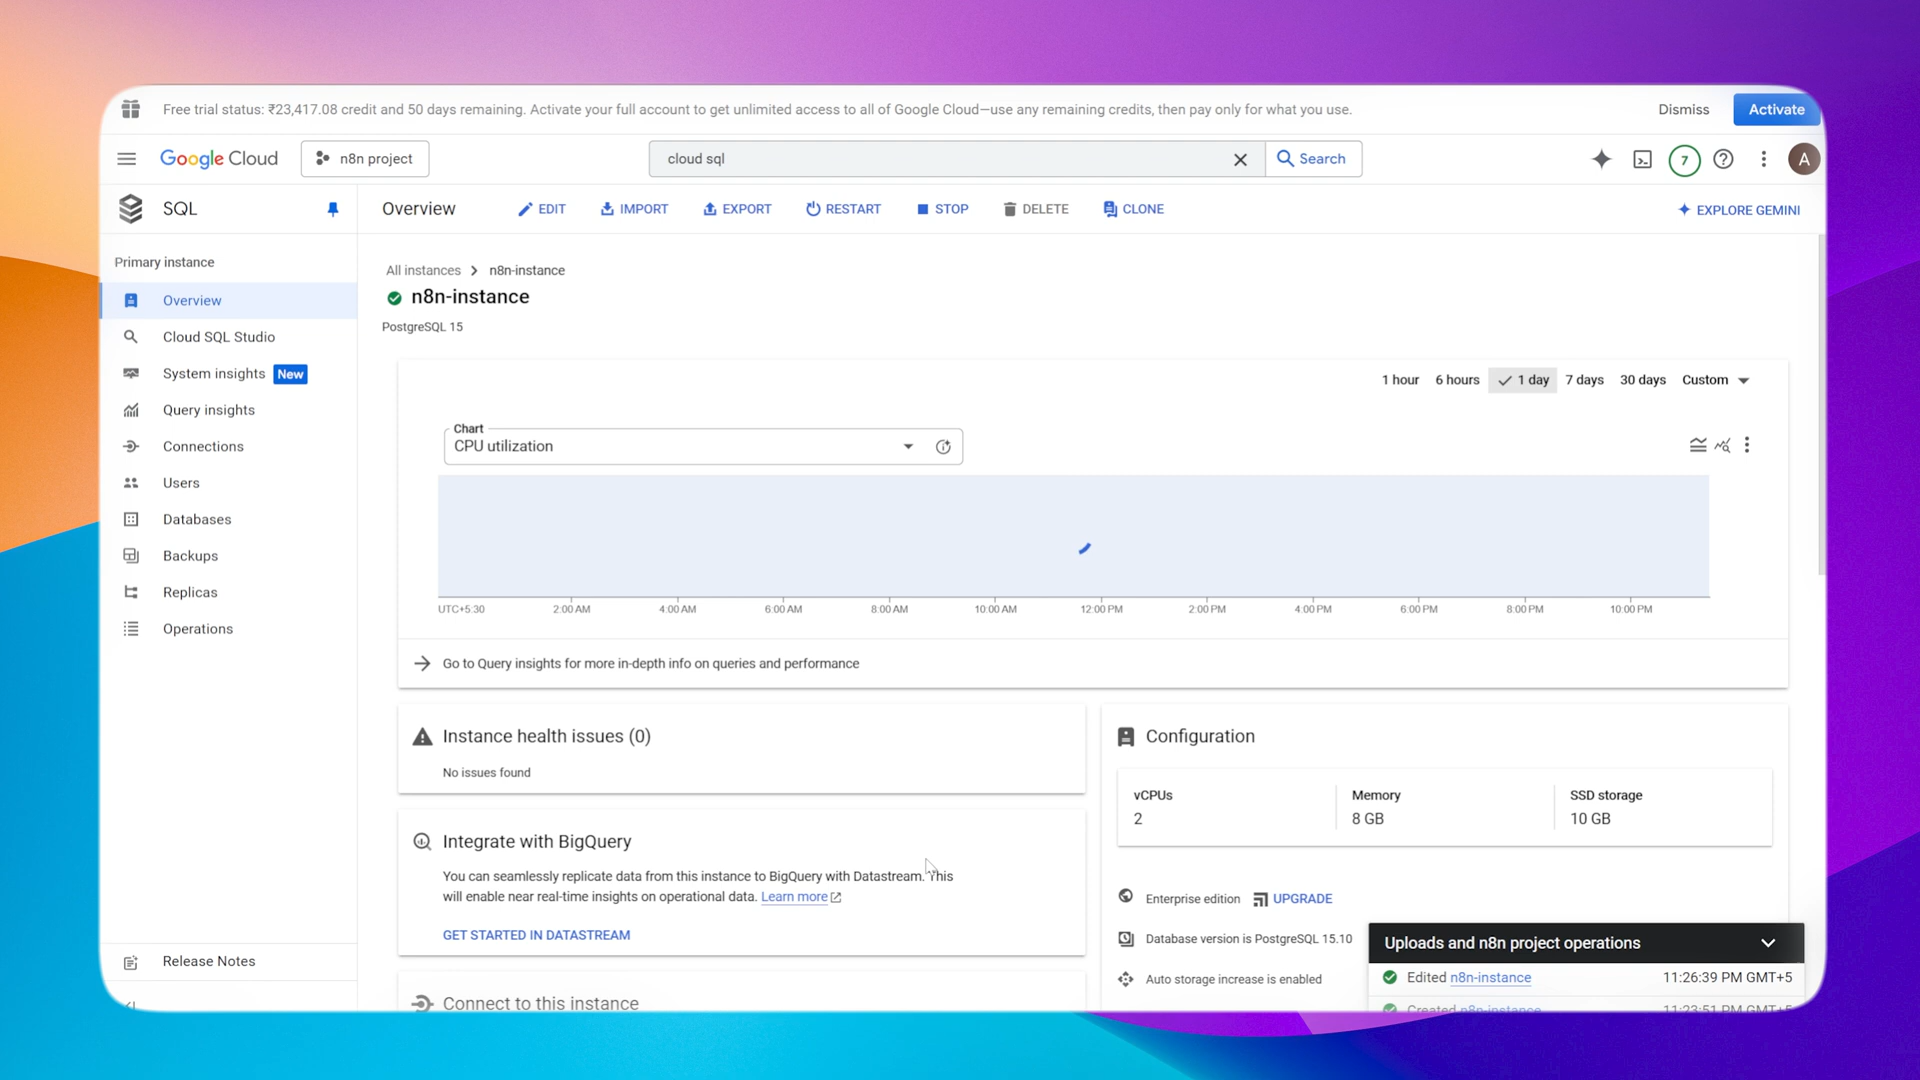 Free trial status: ₹23,417.08 credit and 50 days remaining. Activate your full account to get unlimited access to all of Google Cloud—use any remaining credits, then pay only for what you use.
Dismiss
Activate
Google Cloud
n8n project
cloud sql
Search
7
A
SQL
Overview
EDIT
IMPORT
EXPORT
RESTART
STOP
DELETE
CLONE
EXPLORE GEMINI
Primary instance
Overview
Cloud SQL Studio
System insights New
Query insights
Connections
Users
Databases
Backups
Replicas
Operations
Release Notes
All instances > n8n-instance
n8n-instance
PostgreSQL 15
1 hour
6 hours
1 day
7 days
30 days
Custom
Chart
CPU utilization
UTC+5:30
2:00 AM
4:00 AM
6:00 AM
8:00 AM
10:00 AM
12:00 PM
2:00 PM
4:00 PM
6:00 PM
8:00 PM
10:00 PM
Go to Query insights for more in-depth info on queries and performance
Instance health issues (0)
No issues found
Integrate with BigQuery
You can seamlessly replicate data from this instance to BigQuery with Datastream. This
will enable near real-time insights on operational data. Learn more
GET STARTED IN DATASTREAM
Connect to this instance
Configuration
vCPUs
2
Memory
8 GB
SSD storage
10 GB
Enterprise edition
UPGRADE
Database version is PostgreSQL 15.10
Auto storage increase is enabled
Uploads and n8n project operations
Edited n8n-instance
11:26:39 PM GMT+5
Created n8n-instance
11:23:51 PM GMT+5